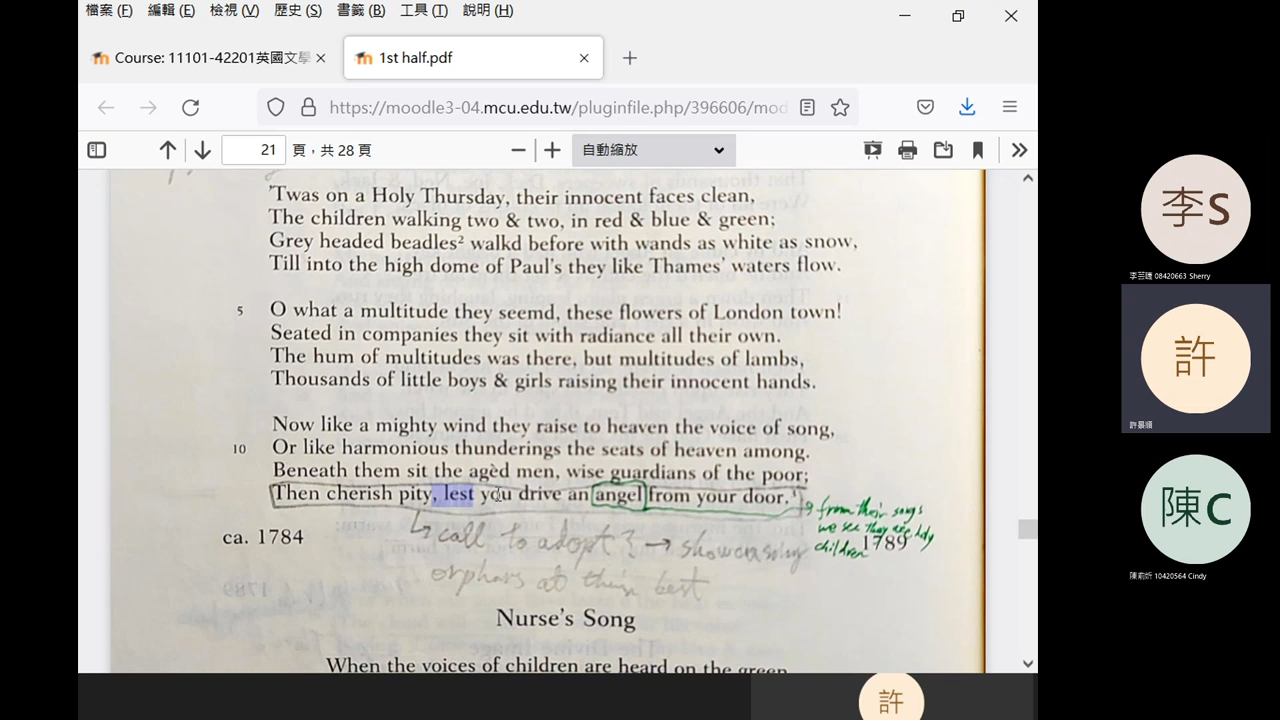 檔案 (F) 編輯 (E) 檢視 (V) 歷史 (S) 書籤 (B) 工具 (T) 說明 (H)
Course: 11101-42201英國文學
1st half.pdf
https://moodle3-04.mcu.edu.tw/pluginfile.php/396606/mod
21 頁，共 28 頁
自動縮放
'Twas on a Holy Thursday, their innocent faces clean,
The children walking two & two, in red & blue & green;
Grey headed beadles² walkd before with wands as white as snow,
Till into the high dome of Paul's they like Thames' waters flow.
5 O what a multitude they seemd, these flowers of London town!
Seated in companies they sit with radiance all their own.
The hum of multitudes was there, but multitudes of lambs,
Thousands of little boys & girls raising their innocent hands.
Now like a mighty wind they raise to heaven the voice of song,
10 Or like harmonious thunderings the seats of heaven among.
Beneath them sit the agèd men, wise guardians of the poor;
Then cherish pity, lest you drive an angel from your door.³
from their songs
we see they are holy
children
ca. 1784
1789
call to adopt → showcasing
orphans at their best
Nurse's Song
When the voices of children are heard on the green
李S
李芸瑾 08420663 Sherry
許
許景順
陳C
10420564 Cindy
許